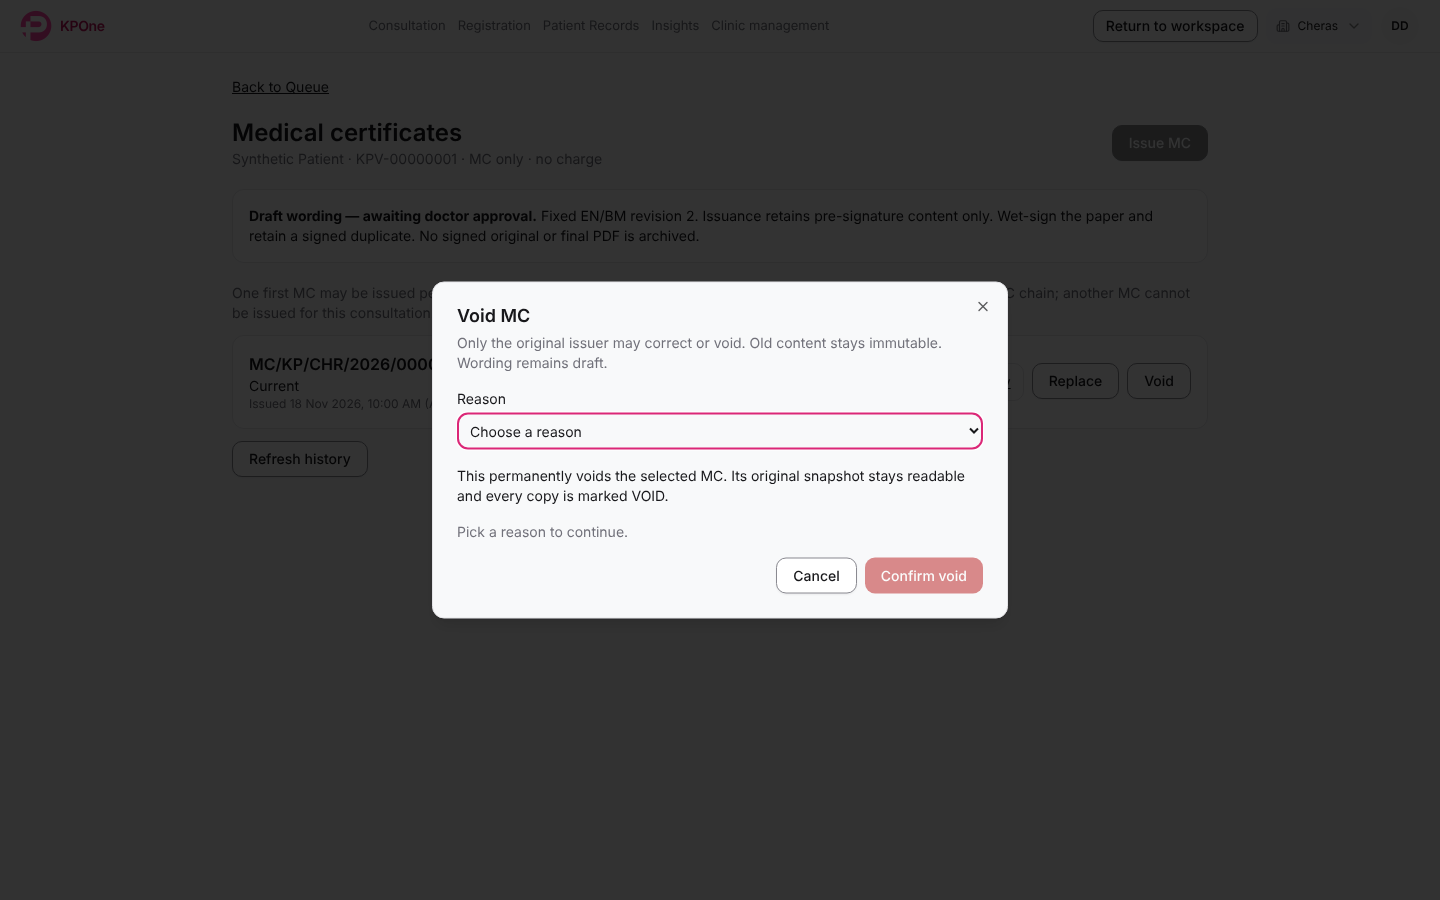 KPOne
Consultation Registration Patient Records Insights Clinic management
Return to workspace
Cheras
DD
Back to Queue
Medical certificates
Synthetic Patient · KPV-00000001 · MC only · no charge
Issue MC
Draft wording — awaiting doctor approval. Fixed EN/BM revision 2. Issuance retains pre-signature content only. Wet-sign the paper and
retain a signed duplicate. No signed original or final PDF is archived.
One first MC may be issued
chain; another MC cannot
be issued for this consultation
MC/KP/CHR/2026/000
Current
Issued 18 Nov 2026, 10:00 AM
Replace
Void
Refresh history
Void MC
Only the original issuer may correct or void. Old content stays immutable.
Wording remains draft.
Reason
Choose a reason
This permanently voids the selected MC. Its original snapshot stays readable
and every copy is marked VOID.
Pick a reason to continue.
Cancel
Confirm void